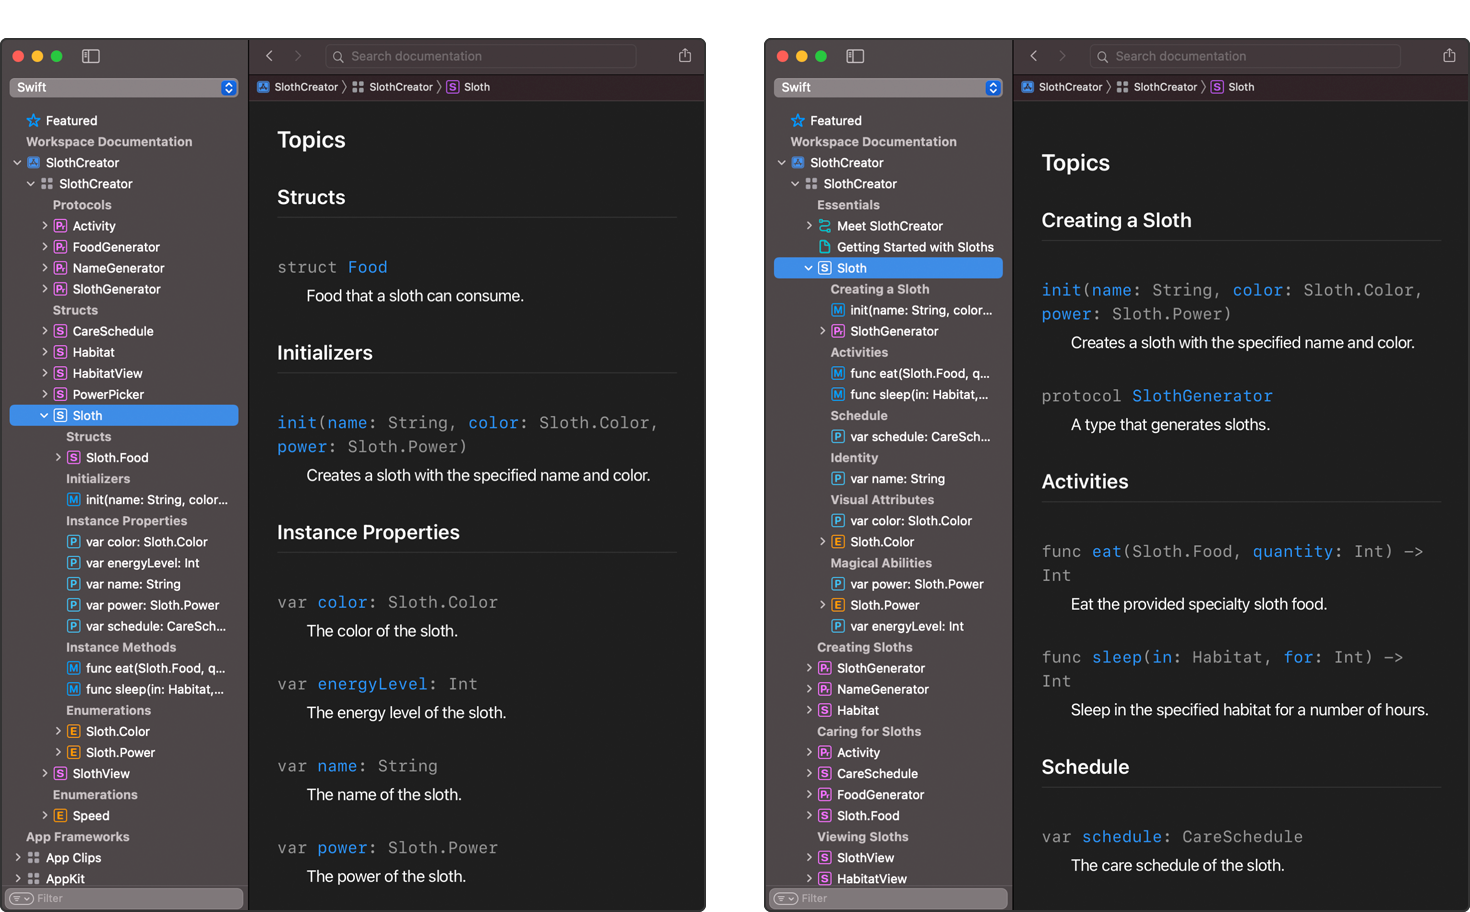 Search documentation
Swift
SlothCreator
SlothCreator
S Sloth
Featured
Workspace Documentation
SlothCreator
SlothCreator
Protocols
Pr Activity
Pr FoodGenerator
Pr NameGenerator
Pr SlothGenerator
Structs
S CareSchedule
S Habitat
S HabitatView
S PowerPicker
S Sloth
Structs
S Sloth.Food
Initializers
M init(name: String, color...
Instance Properties
P var color: Sloth.Color
P var energyLevel: Int
P var name: String
P var power: Sloth.Power
P var schedule: CareSch...
Instance Methods
M func eat(Sloth.Food, q...
M func sleep(in: Habitat,...
Enumerations
E Sloth.Color
E Sloth.Power
S SlothView
Enumerations
E Speed
App Frameworks
App Clips
AppKit
Filter
Topics
Structs
struct Food
Food that a sloth can consume.
Initializers
init(name: String, color: Sloth.Color,
power: Sloth.Power)
Creates a sloth with the specified name and color.
Instance Properties
var color: Sloth.Color
The color of the sloth.
var energyLevel: Int
The energy level of the sloth.
var name: String
The name of the sloth.
var power: Sloth.Power
The power of the sloth.
Search documentation
Swift
SlothCreator
SlothCreator
S Sloth
Featured
Workspace Documentation
SlothCreator
SlothCreator
Essentials
Meet SlothCreator
Getting Started with Sloths
S Sloth
Creating a Sloth
M init(name: String, color...
Pr SlothGenerator
Activities
M func eat(Sloth.Food, q...
M func sleep(in: Habitat,...
Schedule
P var schedule: CareSch...
Identity
P var name: String
Visual Attributes
P var color: Sloth.Color
E Sloth.Color
Magical Abilities
P var power: Sloth.Power
E Sloth.Power
P var energyLevel: Int
Creating Sloths
Pr SlothGenerator
Pr NameGenerator
S Habitat
Caring for Sloths
Pr Activity
S CareSchedule
Pr FoodGenerator
S Sloth.Food
Viewing Sloths
S SlothView
S HabitatView
Filter
Topics
Creating a Sloth
init(name: String, color: Sloth.Color,
power: Sloth.Power)
Creates a sloth with the specified name and color.
protocol SlothGenerator
A type that generates sloths.
Activities
func eat(Sloth.Food, quantity: Int) ->
Int
Eat the provided specialty sloth food.
func sleep(in: Habitat, for: Int) ->
Int
Sleep in the specified habitat for a number of hours.
Schedule
var schedule: CareSchedule
The care schedule of the sloth.